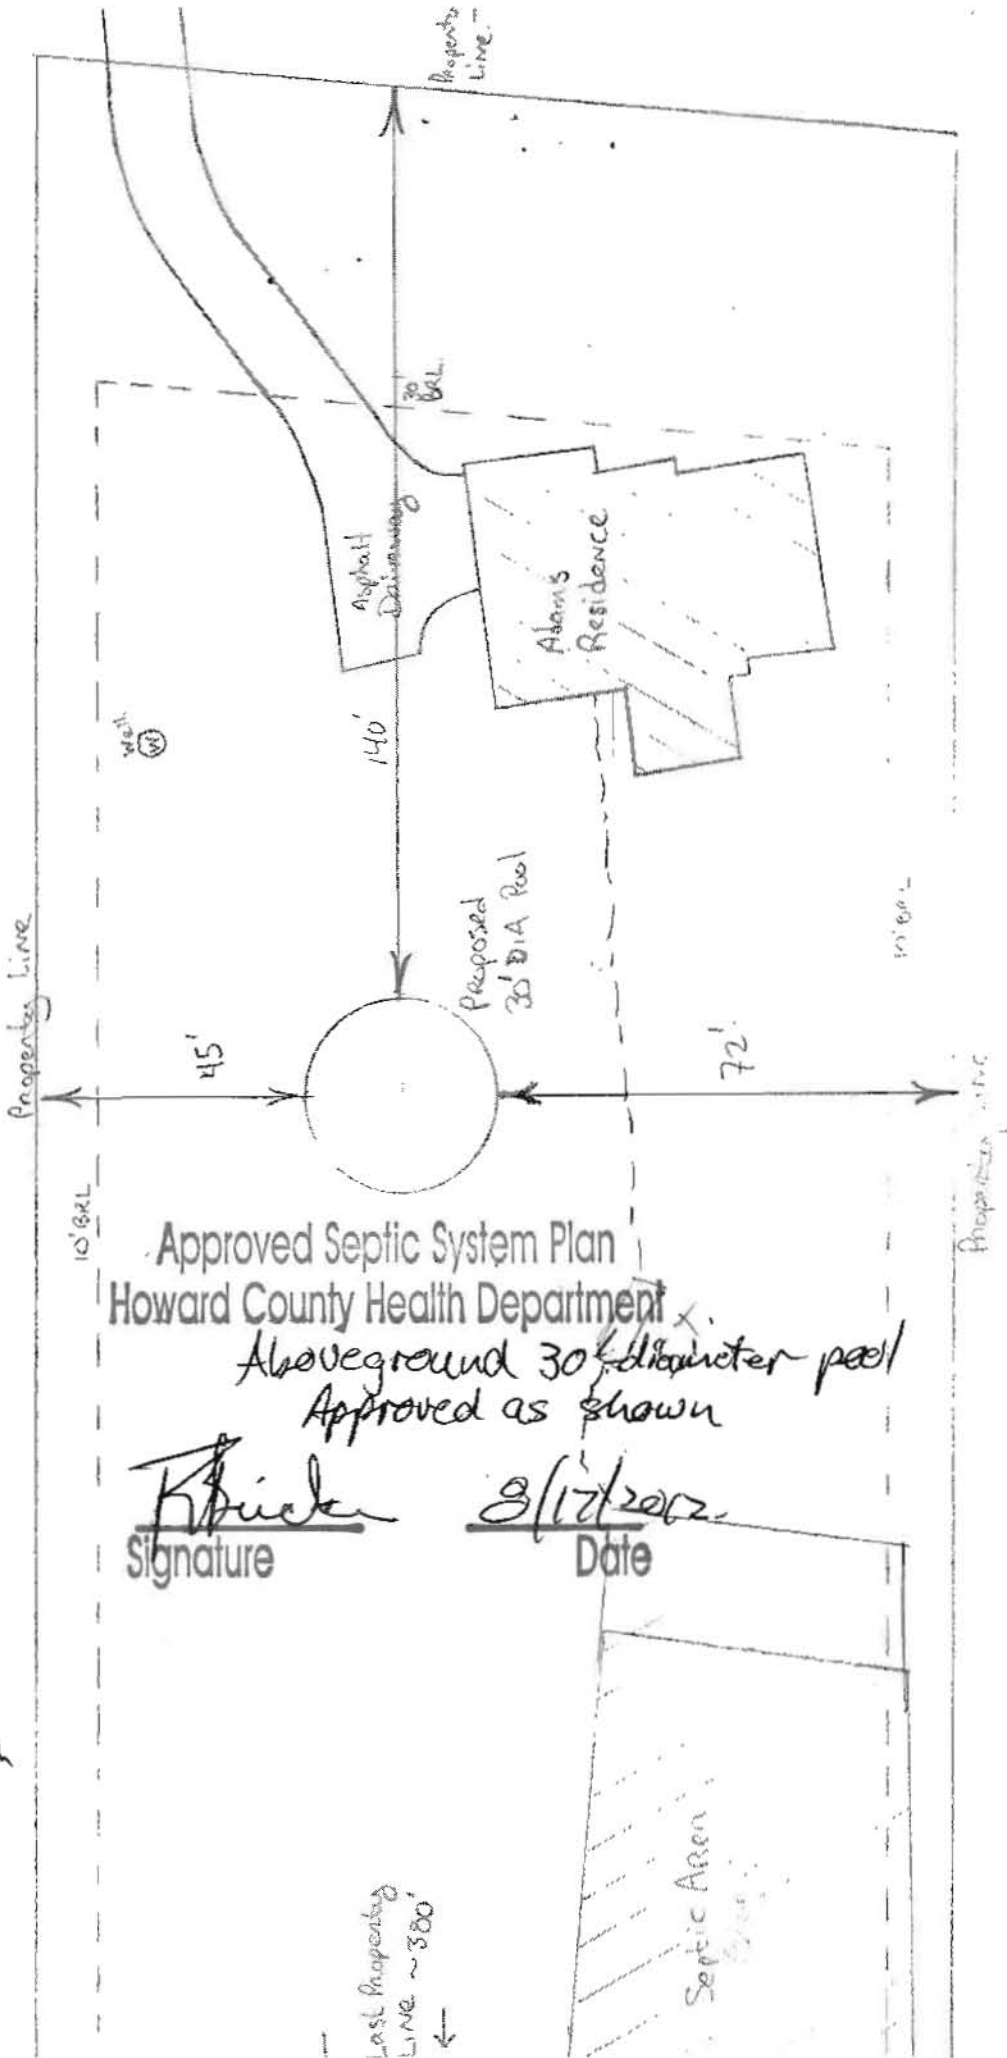 Property
Line
30'
BRL
Asphalt
Driveway
Adams
Residence
Well
W
140'
Proposed
30' DIA Pool
Property Line
45'
72'
10' BRL
10' BRL
Property Line
Approved Septic System Plan
Howard County Health Department
Aboveground 30' diameter pool
Approved as shown
8/17/2012
Signature
Date
Last Property
Line ~ 380'
Septic Area